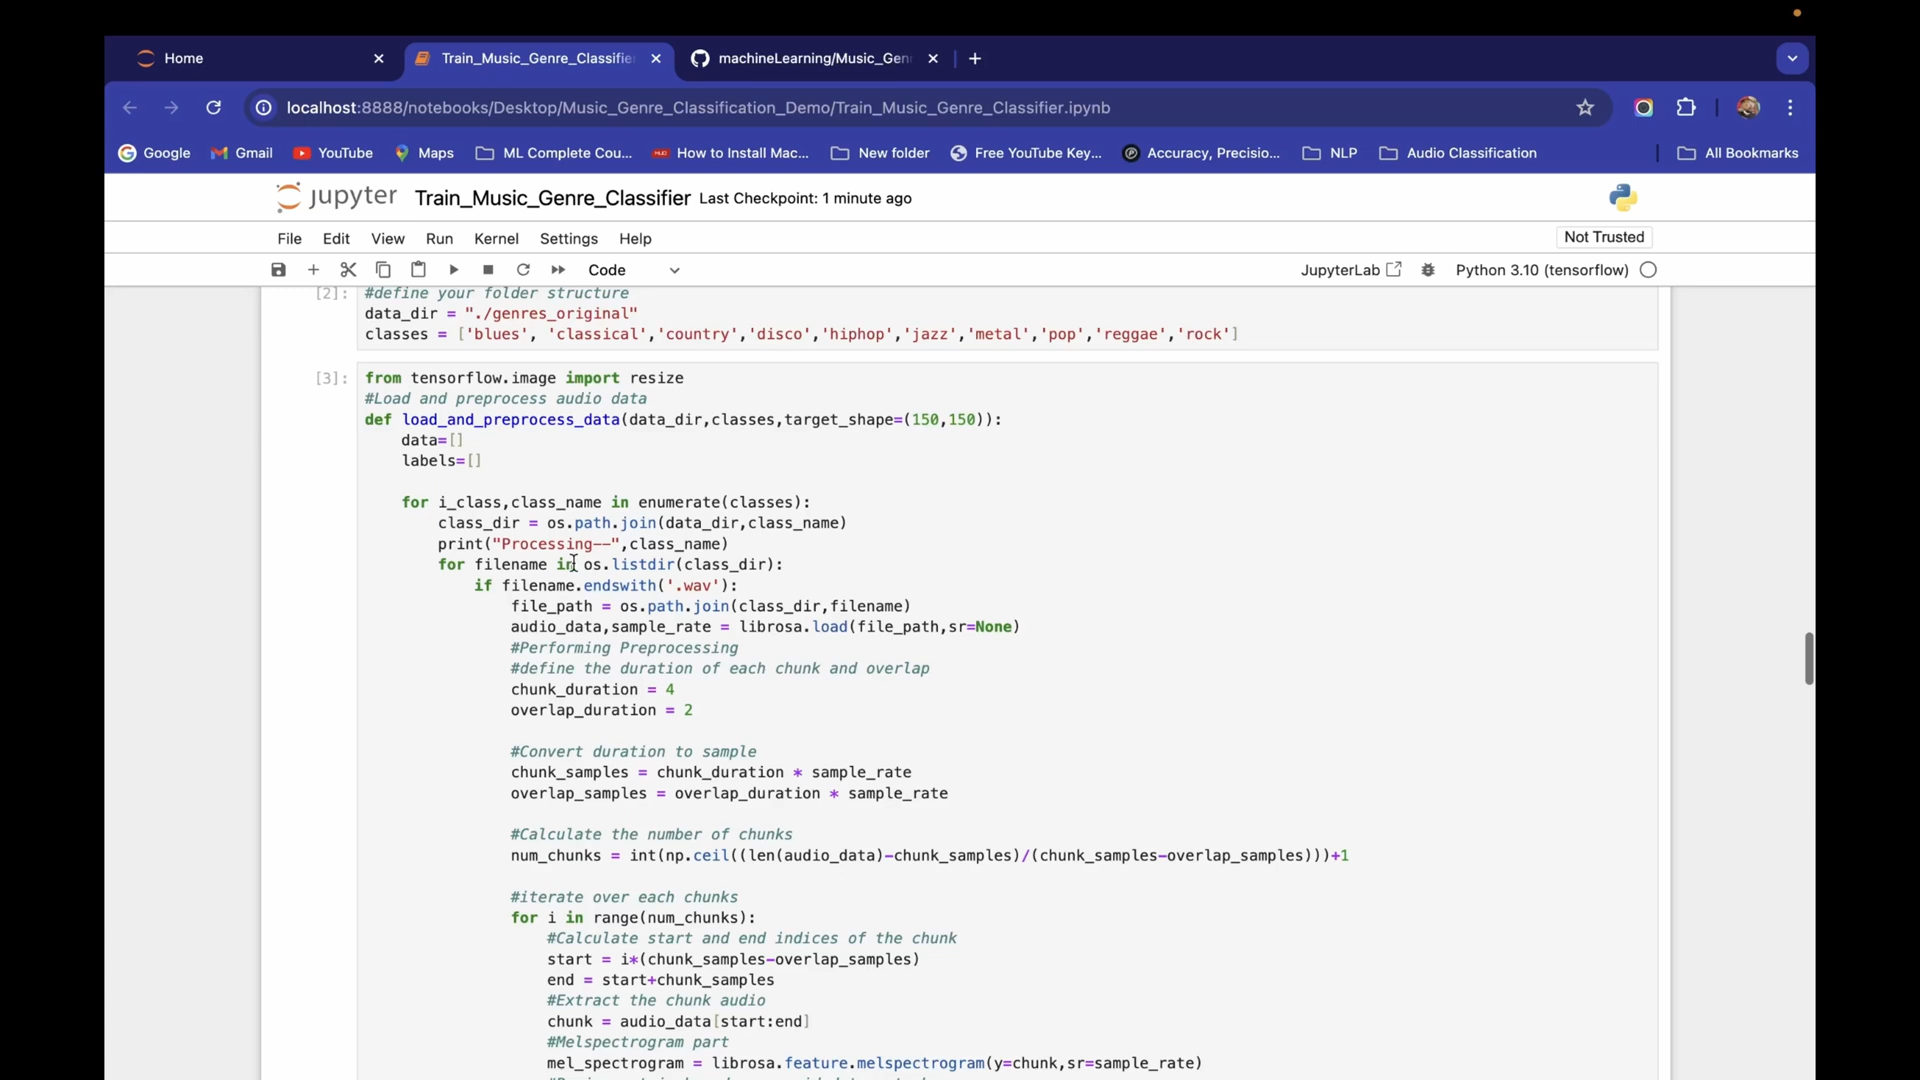 Home
Train_Music_Genre_Classifie
machineLearning/Music_Gen
localhost:8888/notebooks/Desktop/Music_Genre_Classification_Demo/Train_Music_Genre_Classifier.ipynb
Google Gmail YouTube Maps ML Complete Cou... How to Install Mac... New folder Free YouTube Key... Accuracy, Precisio... NLP Audio Classification All Bookmarks
jupyter Train_Music_Genre_Classifier Last Checkpoint: 1 minute ago
File Edit View Run Kernel Settings Help Not Trusted
Code JupyterLab Python 3.10 (tensorflow)
[2]: #define your folder structure
data_dir = "./genres_original"
classes = ['blues', 'classical','country','disco','hiphop','jazz','metal','pop','reggae','rock']
[3]: from tensorflow.image import resize
#Load and preprocess audio data
def load_and_preprocess_data(data_dir,classes,target_shape=(150,150)):
data=[]
labels=[]
for i_class,class_name in enumerate(classes):
class_dir = os.path.join(data_dir,class_name)
print("Processing--",class_name)
for filename in os.listdir(class_dir):
if filename.endswith('.wav'):
file_path = os.path.join(class_dir,filename)
audio_data,sample_rate = librosa.load(file_path,sr=None)
#Performing Preprocessing
#define the duration of each chunk and overlap
chunk_duration = 4
overlap_duration = 2
#Convert duration to sample
chunk_samples = chunk_duration * sample_rate
overlap_samples = overlap_duration * sample_rate
#Calculate the number of chunks
num_chunks = int(np.ceil((len(audio_data)-chunk_samples)/(chunk_samples-overlap_samples)))+1
#iterate over each chunks
for i in range(num_chunks):
#Calculate start and end indices of the chunk
start = i*(chunk_samples-overlap_samples)
end = start+chunk_samples
#Extract the chunk audio
chunk = audio_data[start:end]
#Melspectrogram part
mel_spectrogram = librosa.feature.melspectrogram(y=chunk,sr=sample_rate)